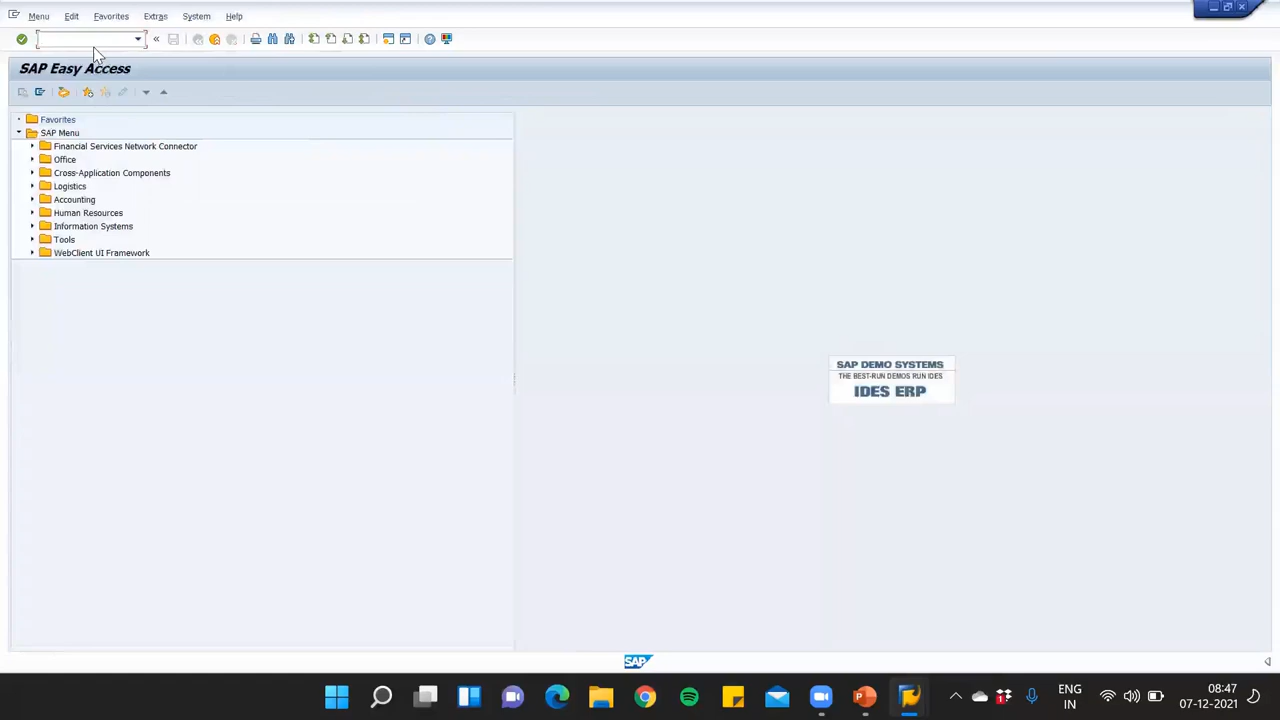 Menu Edit Favorites Extras System Help
SAP Easy Access
Favorites
SAP Menu
Financial Services Network Connector
Office
Cross-Application Components
Logistics
Accounting
Human Resources
Information Systems
Tools
WebClient UI Framework
SAP DEMO SYSTEMS
THE BEST-RUN DEMOS RUN IDES
IDES ERP
SAP
ENG 08:47
IN 07-12-2021